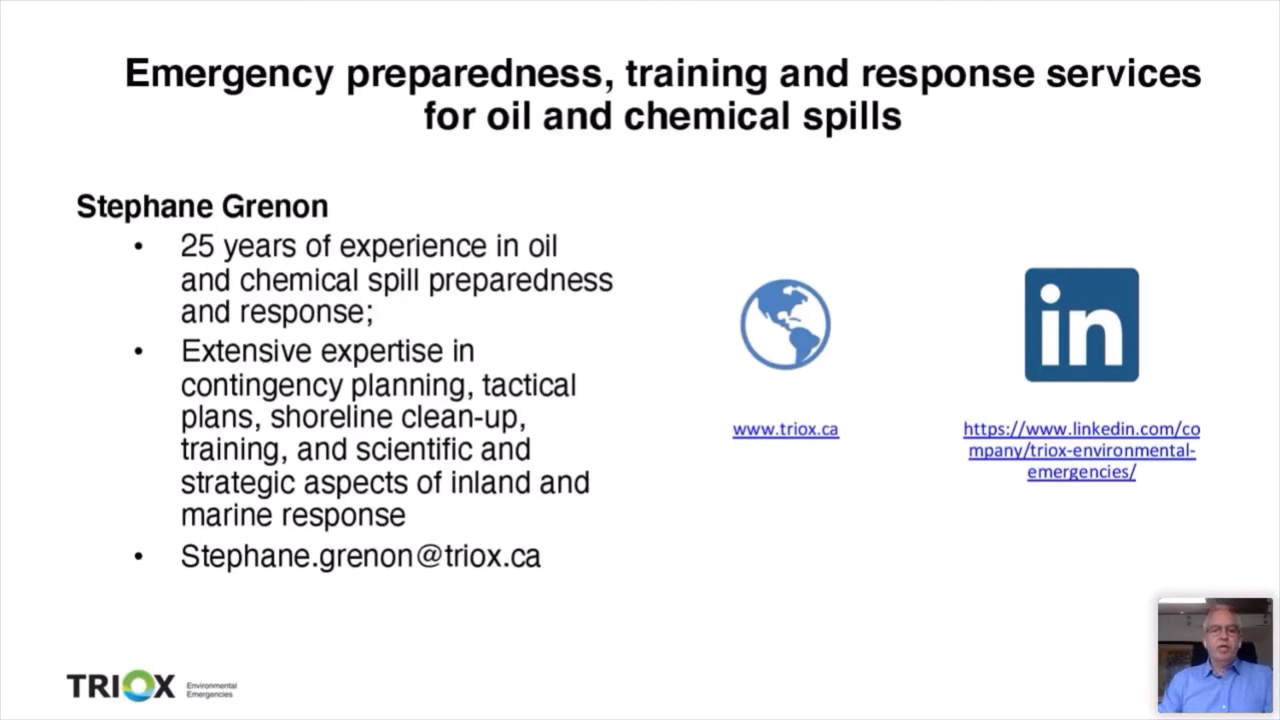 Emergency preparedness, training and response services
for oil and chemical spills
Stephane Grenon
• 25 years of experience in oil
and chemical spill preparedness
and response;
• Extensive expertise in
contingency planning, tactical
plans, shoreline clean-up,
training, and scientific and
strategic aspects of inland and
marine response
• Stephane.grenon@triox.ca
in
www.triox.ca
https://www.linkedin.com/co
mpany/triox-environmental-
emergencies/
TRIOX
Environmental
Emergencies